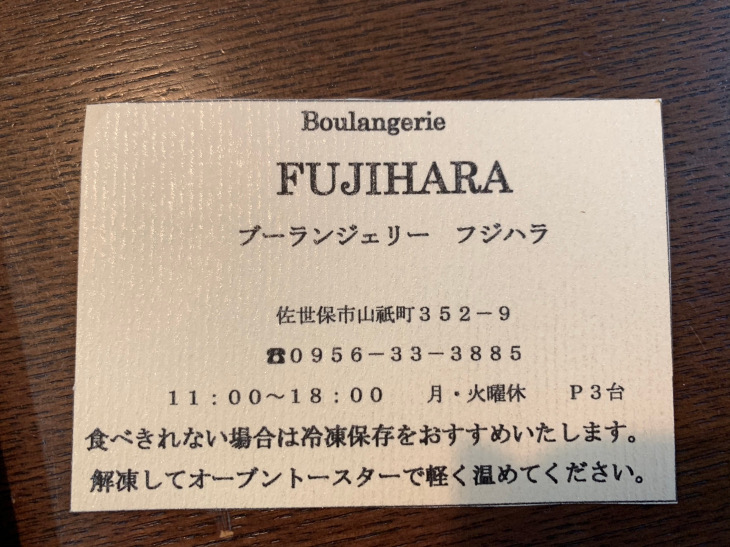 Boulangerie
FUJIHARA
ブーランジェリー　フジハラ
佐世保市山祇町３５２－９
☎０９５６－３３－３８８５
１１：００～１８：００　　月・火曜休　　Ｐ３台
食べきれない場合は冷凍保存をおすすめいたします。
解凍してオーブントースターで軽く温めてください。